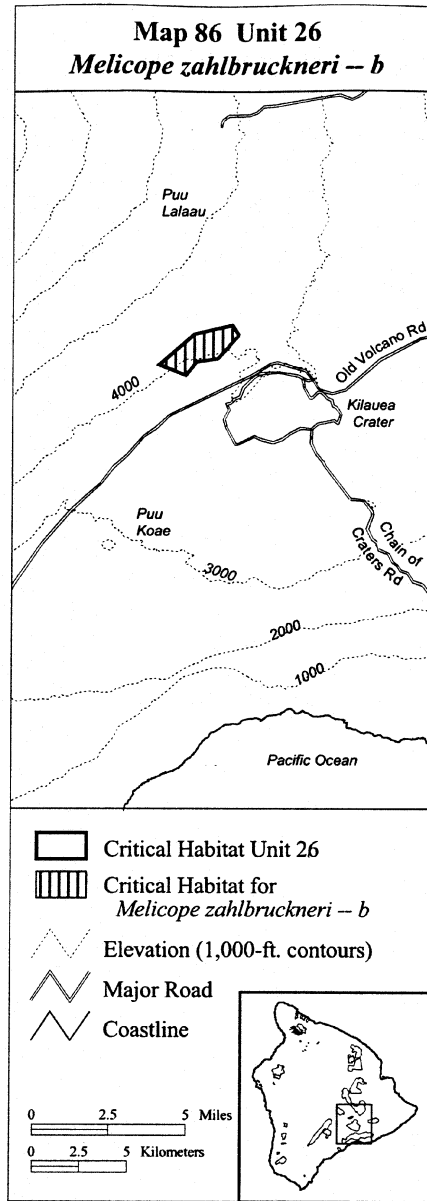 Map 86 Unit 26
Melicope zahlbruckneri -- b
Puu
Lalaau
Old Volcano Rd
4000
Kilauea
Crater
Puu
Koae
Chain of
Craters Rd
3000
2000
1000
Pacific Ocean
Critical Habitat Unit 26
Critical Habitat for
Melicope zahlbruckneri -- b
Elevation (1,000-ft. contours)
Major Road
Coastline
0 2.5 5 Miles
0 2.5 5 Kilometers